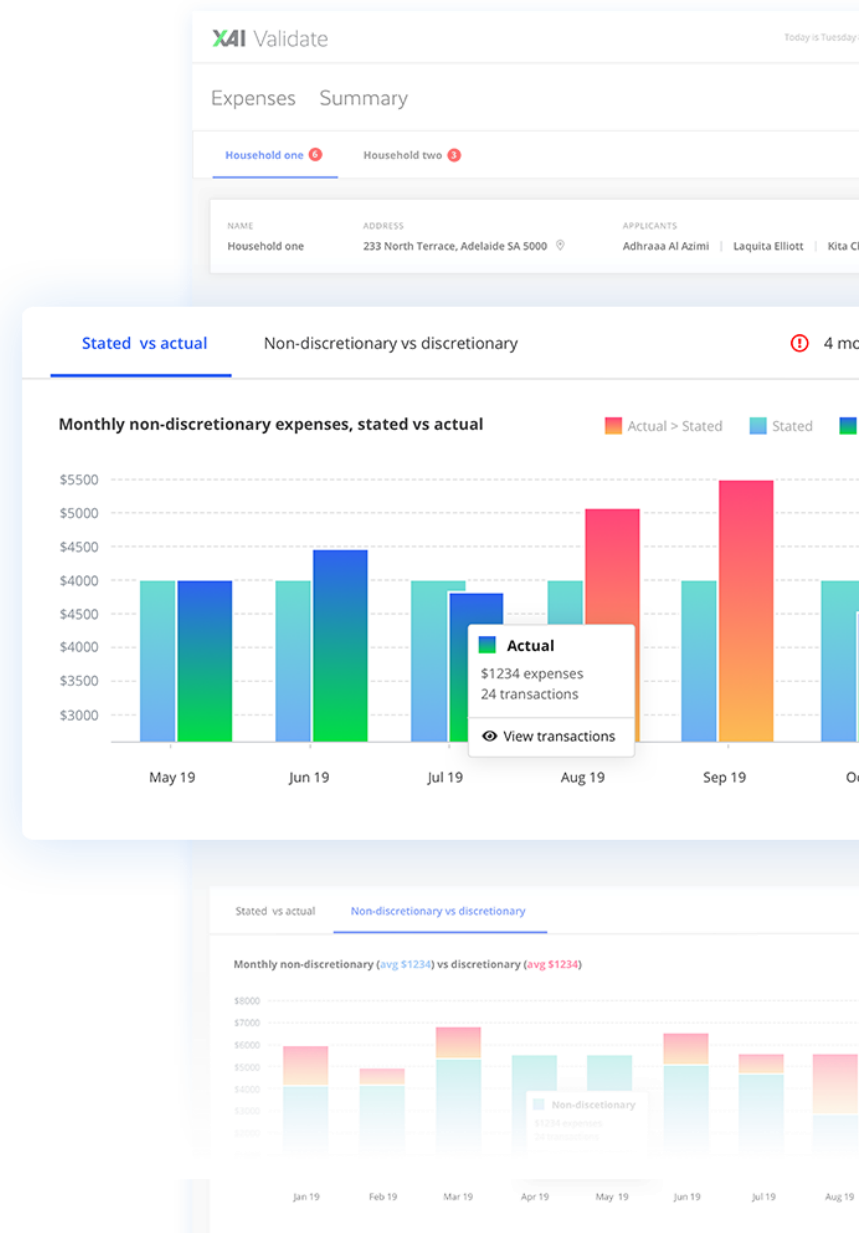 XAI Validate
Today is Tuesday
Expenses Summary
Household one 6 Household two 3
NAME ADDRESS APPLICANTS
Household one 233 North Terrace, Adelaide SA 5000 Adhraaa Al Azimi | Laquita Elliott | Kita
Stated vs actual Non-discretionary vs discretionary 4
Monthly non-discretionary expenses, stated vs actual Actual > Stated Stated
$5500
$5000
$4500
$4000
$4500
$4000
$3500
$3000
Actual
$1234 expenses
24 transactions
View transactions
May 19 Jun 19 Jul 19 Aug 19 Sep 19
Stated vs actual Non-discretionary vs discretionary
Monthly non-discretionary (avg $1234) vs discretionary (avg $1234)
$8000
$7000
$6000
$5000
$4000
$3000
Non-discetionary
$1234 expenses
24 transactions
Jan 19 Feb 19 Mar 19 Apr 19 May 19 Jun 19 Jul 19 Aug 19